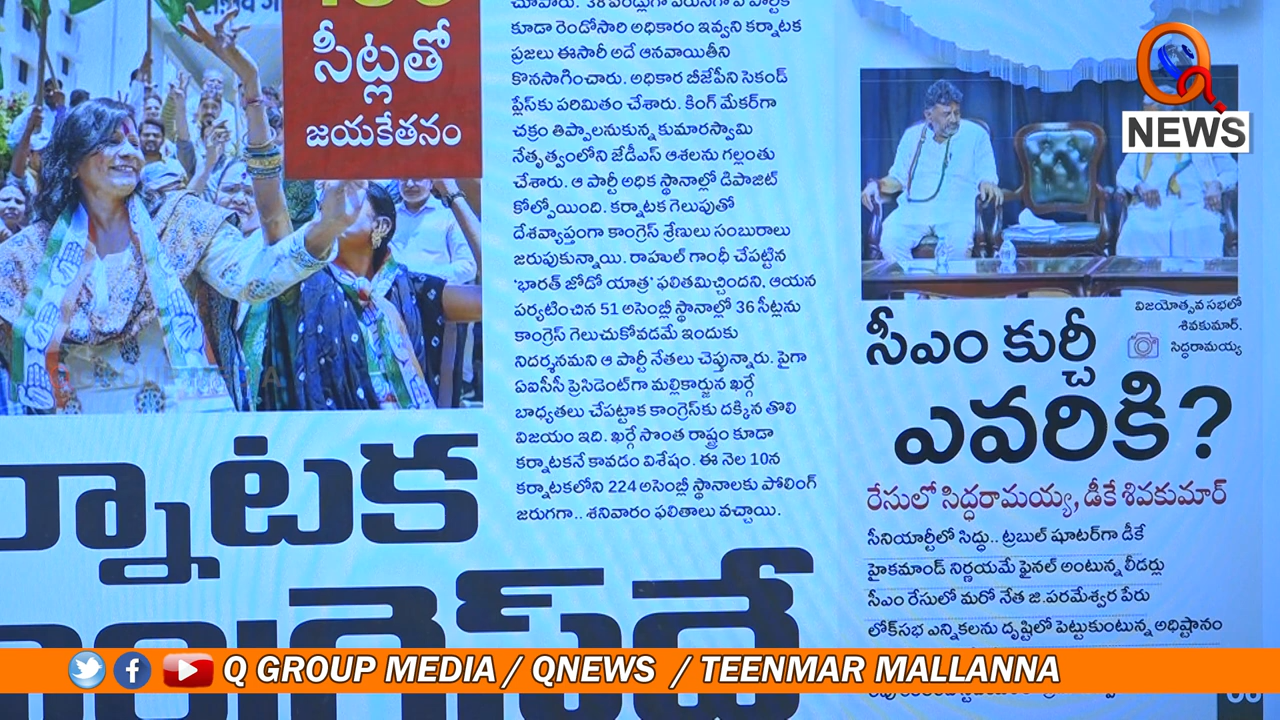 సీట్లతో
జయకేతనం
కూడా రెండోసారి అధికారం ఇవ్వని కర్నాటక
ప్రజలు ఈసారీ అదే ఆనవాయితీని
కొనసాగించారు. అధికార బీజేపీని సెకండ్
ప్లేస్‌కు పరిమితం చేశారు. కింగ్ మేకర్‌గా
చక్రం తిప్పాలనుకున్న కుమారస్వామి
నేతృత్వంలోని జేడీఎస్ ఆశలను గల్లంతు
చేశారు. ఆ పార్టీ అధిక స్థానాల్లో డిపాజిట్
కోల్పోయింది. కర్నాటక గెలుపుతో
దేశవ్యాప్తంగా కాంగ్రెస్ శ్రేణులు సంబురాలు
జరుపుకున్నాయి. రాహుల్ గాంధీ చేపట్టిన
'భారత్ జోడో యాత్ర' ఫలితమిచ్చిందని, ఆయన
పర్యటించిన 51 అసెంబ్లీ స్థానాల్లో 36 సీట్లను
కాంగ్రెస్ గెలుచుకోవడమే ఇందుకు
నిదర్శనమని ఆ పార్టీ నేతలు చెప్తున్నారు. పైగా
ఏఐసీసీ ప్రెసిడెంట్‌గా మల్లికార్జున ఖర్గే
బాధ్యతలు చేపట్టాక కాంగ్రెస్‌కు దక్కిన తొలి
విజయం ఇది. ఖర్గే సొంత రాష్ట్రం కూడా
కర్నాటకనే కావడం విశేషం. ఈ నెల 10న
కర్నాటకలోని 224 అసెంబ్లీ స్థానాలకు పోలింగ్
జరుగగా.. శనివారం ఫలితాలు వచ్చాయి.
ర్నాటక
Q
NEWS
విజయోత్సవ సభలో
శివకుమార్.
సిద్ధరామయ్య
సీఎం కుర్చీ
ఎవరికి?
రేసులో సిద్ధరామయ్య, డీకే శివకుమార్
సీనియార్టీలో సిద్ధు.. ట్రబుల్ షూటర్‌గా డీకే
హైకమాండ్ నిర్ణయమే ఫైనల్ అంటున్న లీడర్లు
సీఎం రేసులో మరో నేత జి.పరమేశ్వర పేరు
లోక్‌సభ ఎన్నికలను దృష్టిలో పెట్టుకుంటున్న అధిష్టానం
Q GROUP MEDIA / QNEWS / TEENMAR MALLANNA